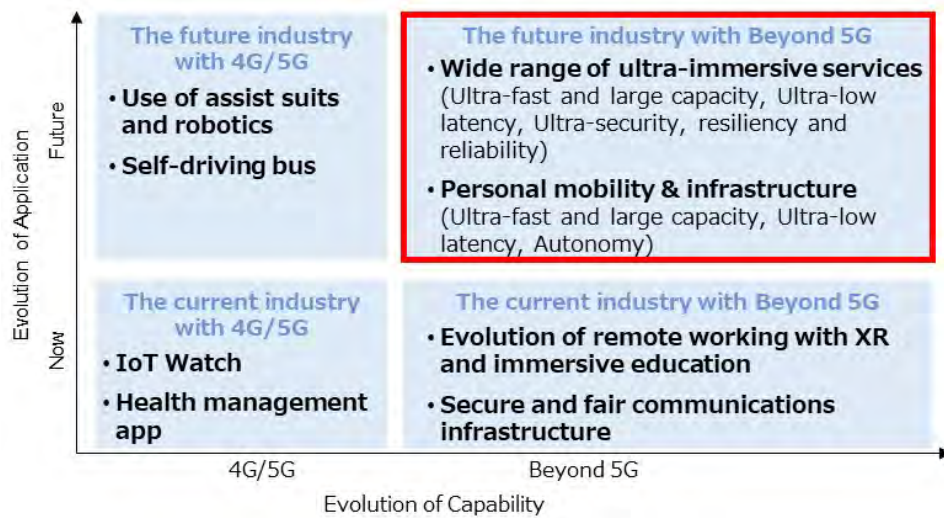 The future industry
with 4G/5G
• Use of assist suits
and robotics
• Self-driving bus
The future industry with Beyond 5G
• Wide range of ultra-immersive services
(Ultra-fast and large capacity, Ultra-low
latency, Ultra-security, resiliency and
reliability)
• Personal mobility & infrastructure
(Ultra-fast and large capacity, Ultra-low
latency, Autonomy)
The current industry
with 4G/5G
• IoT Watch
• Health management
app
The current industry with Beyond 5G
• Evolution of remote working with XR
and immersive education
• Secure and fair communications
infrastructure
Evolution of Application
Future
Now
4G/5G
Beyond 5G
Evolution of Capability